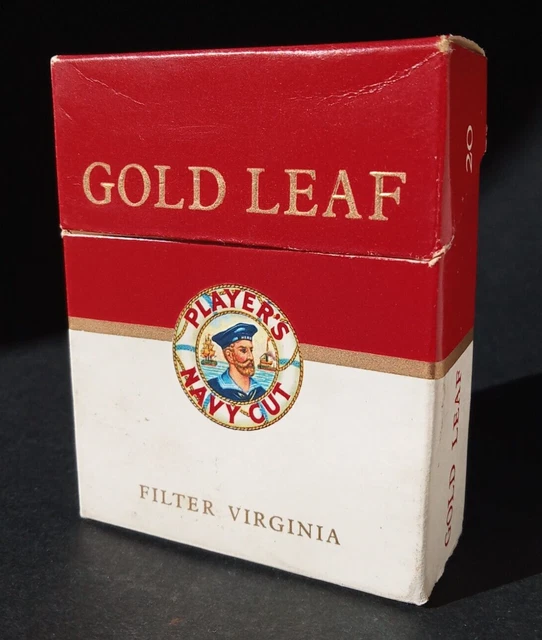 GOLD LEAF
20
PLAYER'S
NAVY CUT
FILTER VIRGINIA
GOLD LEAF